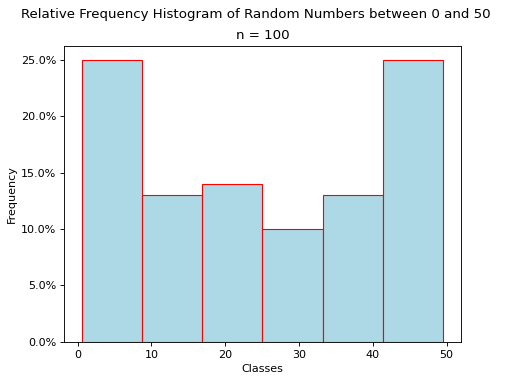 Relative Frequency Histogram of Random Numbers between 0 and 50
n = 100
25.0%
20.0%
15.0%
10.0%
5.0%
0.0%
Frequency
0 10 20 30 40 50
Classes